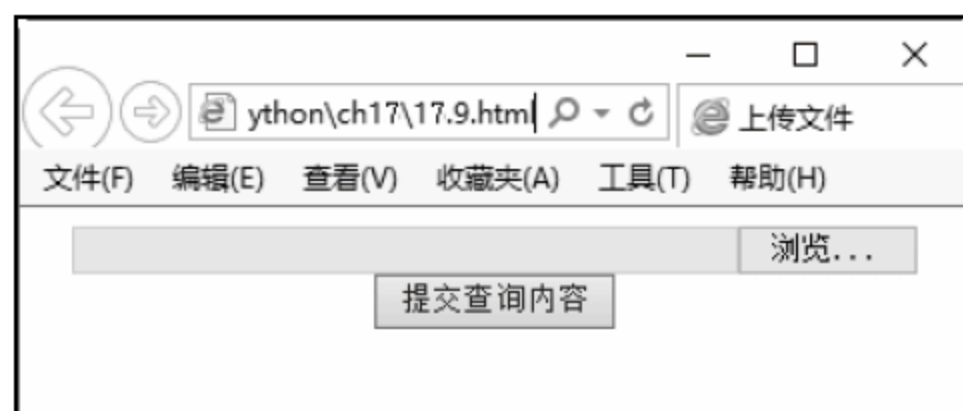 ython\ch17\17.9.html 上传文件
文件(F) 编辑(E) 查看(V) 收藏夹(A) 工具(T) 帮助(H)
浏览...
提交查询内容